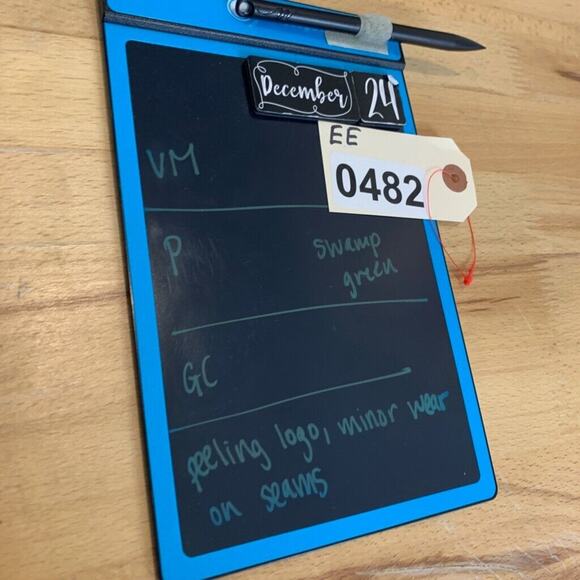 December 24
EE
0482
VM
P
swamp
green
GC
peeling logo, minor wear
on seams